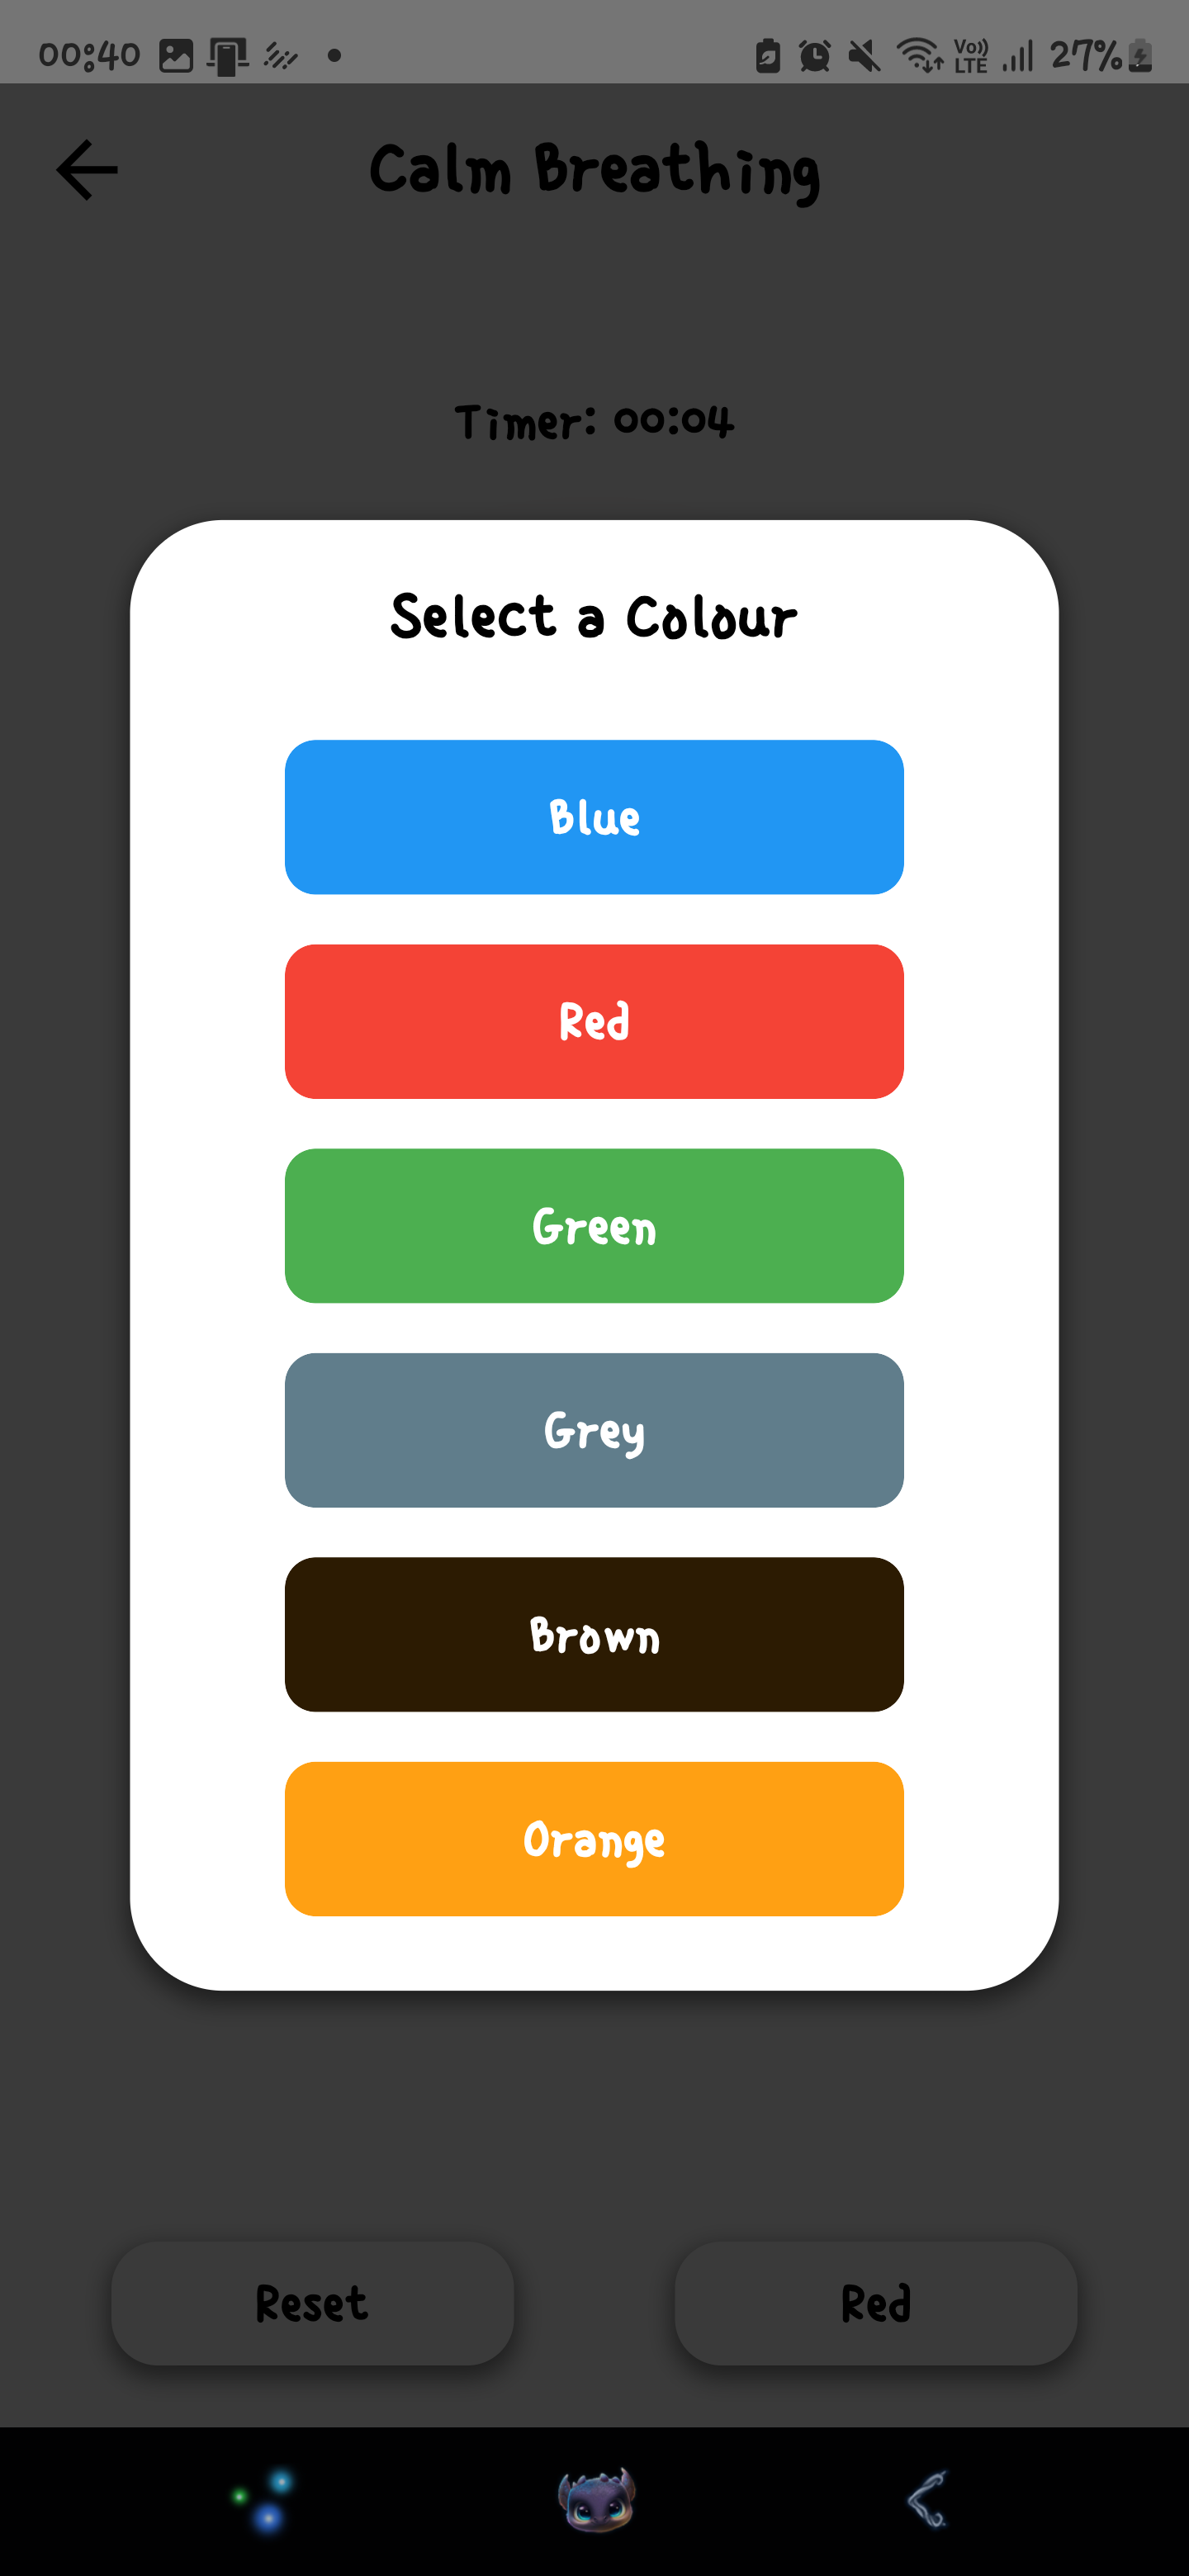 00:40 Vo)) LTE 27%
Calm Breathing
Timer: 00:04
Select a Colour
Blue
Red
Green
Grey
Brown
Orange
Reset Red